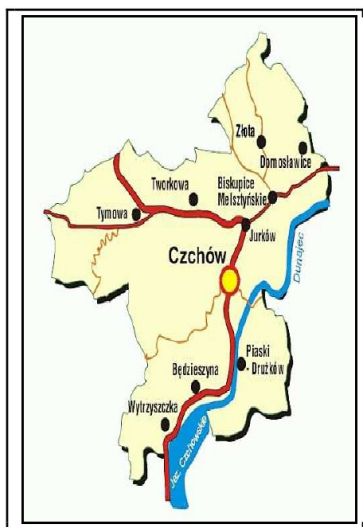 Złota
Domosławice
Biskupice
Melsztyńskie
Tworkowa
Tymowa
Jurków
Czchów
Dunajec
Piaski
- Drużków
Będzieszyna
Wytrzyszczka
Jez. Czchowskie